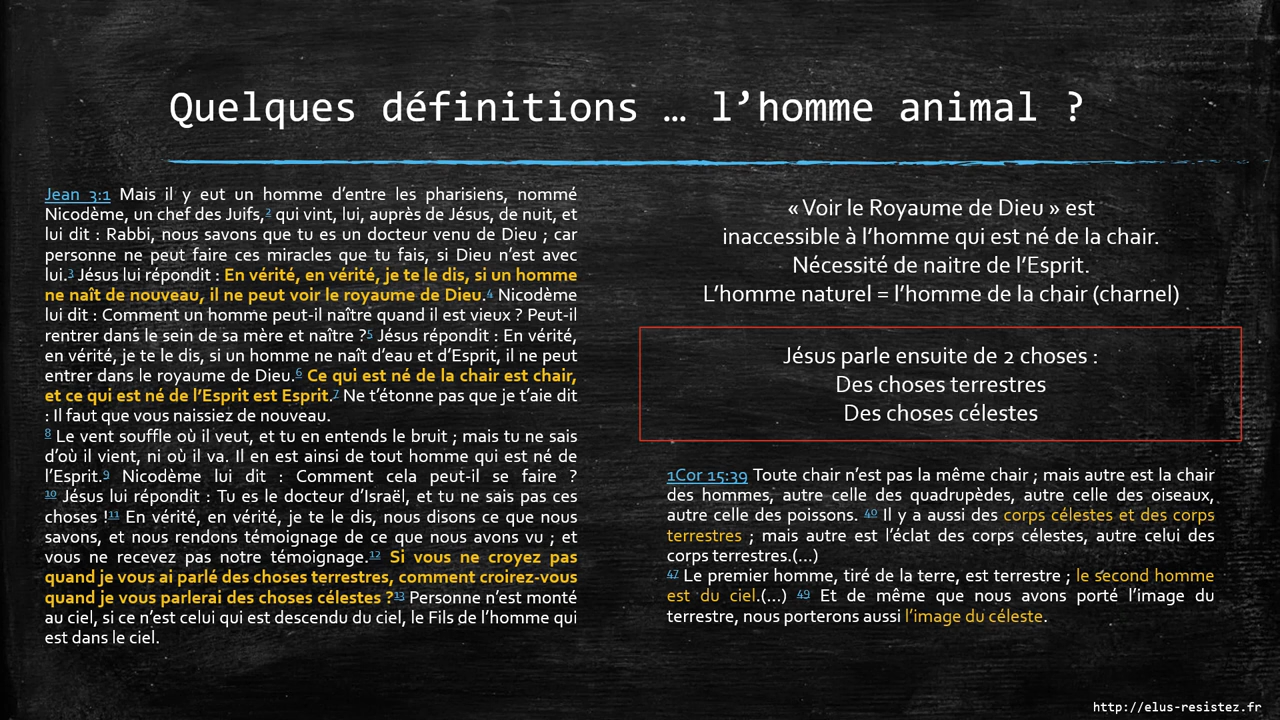 Quelques définitions … l’homme animal ?
Jean 3:1 Mais il y eut un homme d’entre les pharisiens, nommé
Nicodème, un chef des Juifs,2 qui vint, lui, auprès de Jésus, de nuit, et
lui dit : Rabbi, nous savons que tu es un docteur venu de Dieu ; car
personne ne peut faire ces miracles que tu fais, si Dieu n’est avec
lui.3 Jésus lui répondit : En vérité, en vérité, je te le dis, si un homme
ne naît de nouveau, il ne peut voir le royaume de Dieu.4 Nicodème
lui dit : Comment un homme peut-il naître quand il est vieux ? Peut-il
rentrer dans le sein de sa mère et naître ?5 Jésus répondit : En vérité,
en vérité, je te le dis, si un homme ne naît d’eau et d’Esprit, il ne peut
entrer dans le royaume de Dieu.6 Ce qui est né de la chair est chair,
et ce qui est né de l’Esprit est Esprit.7 Ne t’étonne pas que je t’aie dit
: Il faut que vous naissiez de nouveau.
8 Le vent souffle où il veut, et tu en entends le bruit ; mais tu ne sais
d’où il vient, ni où il va. Il en est ainsi de tout homme qui est né de
l’Esprit.9 Nicodème lui dit : Comment cela peut-il se faire ?
10 Jésus lui répondit : Tu es le docteur d’Israël, et tu ne sais pas ces
choses !11 En vérité, en vérité, je te le dis, nous disons ce que nous
savons, et nous rendons témoignage de ce que nous avons vu ; et
vous ne recevez pas notre témoignage.12 Si vous ne croyez pas
quand je vous ai parlé des choses terrestres, comment croirez-vous
quand je vous parlerai des choses célestes ?13 Personne n’est monté
au ciel, si ce n’est celui qui est descendu du ciel, le Fils de l’homme qui
est dans le ciel.
« Voir le Royaume de Dieu » est
inaccessible à l’homme qui est né de la chair.
Nécessité de naitre de l’Esprit.
L’homme naturel = l’homme de la chair (charnel)
Jésus parle ensuite de 2 choses :
Des choses terrestres
Des choses célestes
1Cor 15:39 Toute chair n’est pas la même chair ; mais autre est la chair
des hommes, autre celle des quadrupèdes, autre celle des oiseaux,
autre celle des poissons. 40 Il y a aussi des corps célestes et des corps
terrestres ; mais autre est l’éclat des corps célestes, autre celui des
corps terrestres.(…)
47 Le premier homme, tiré de la terre, est terrestre ; le second homme
est du ciel.(…) 49 Et de même que nous avons porté l’image du
terrestre, nous porterons aussi l’image du céleste.
http://elus-resistez.fr